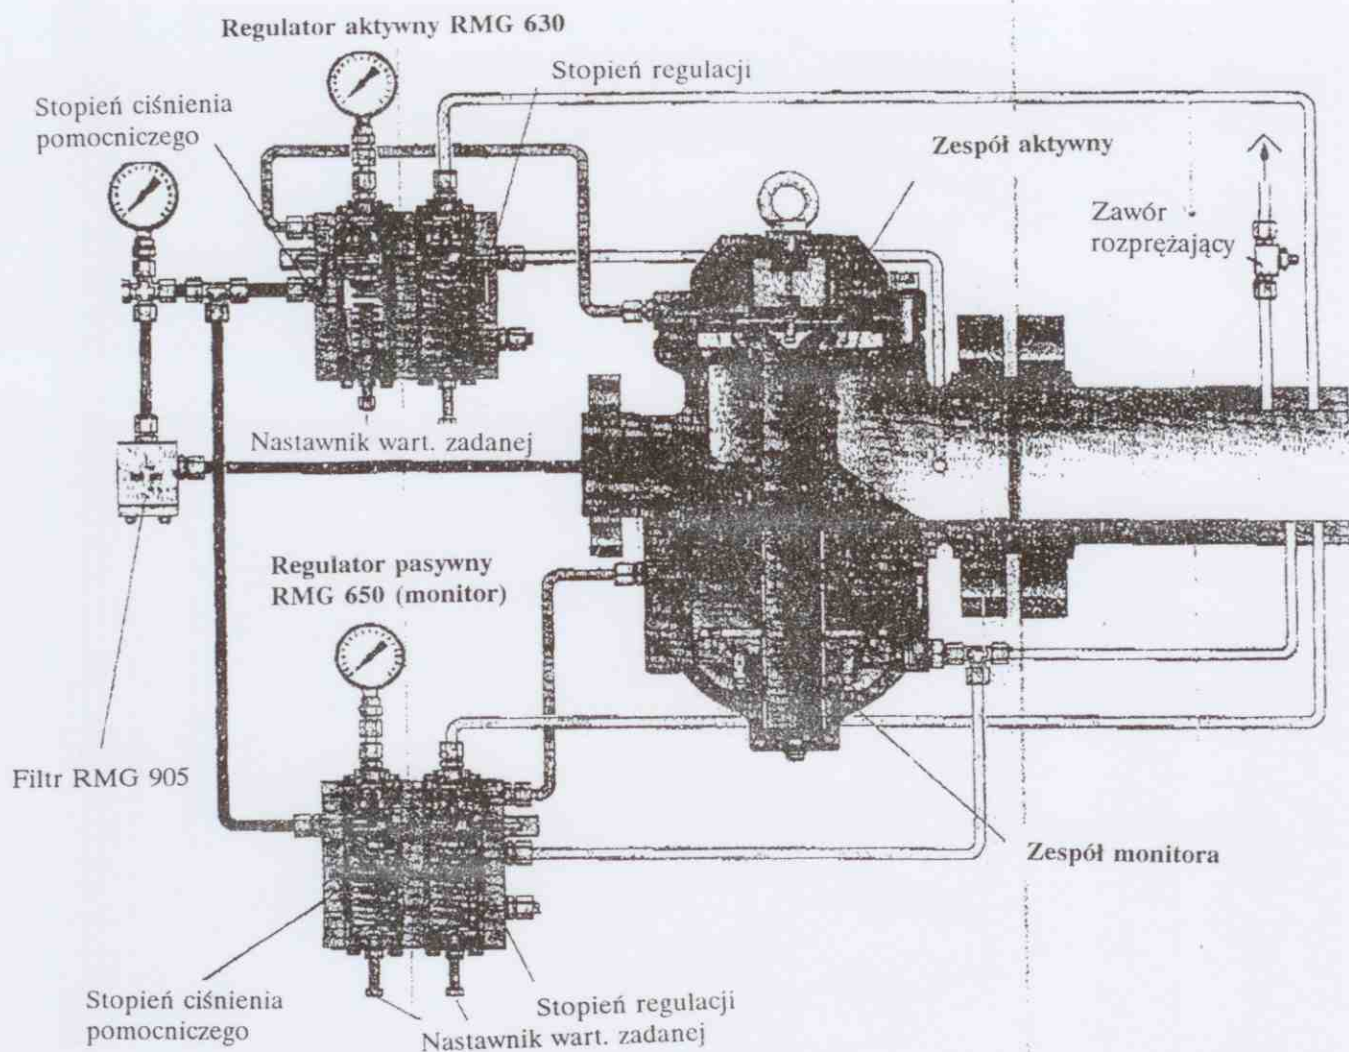 Regulator aktywny RMG 630
Stopień regulacji
Stopień ciśnienia
pomocniczego
Zespół aktywny
Zawór
rozprężający
Nastawnik wart. zadanej
Regulator pasywny
RMG 650 (monitor)
Filtr RMG 905
Zespół monitora
Stopień ciśnienia
pomocniczego
Stopień regulacji
Nastawnik wart. zadanej